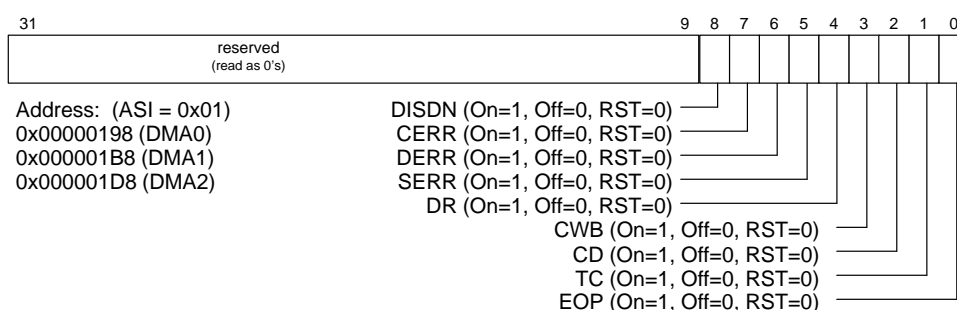 31 9 8 7 6 5 4 3 2 1 0
reserved
(read as 0's)
Address: (ASI = 0x01)
0x00000198 (DMA0)
0x000001B8 (DMA1)
0x000001D8 (DMA2)
DISDN (On=1, Off=0, RST=0)
CERR (On=1, Off=0, RST=0)
DERR (On=1, Off=0, RST=0)
SERR (On=1, Off=0, RST=0)
DR (On=1, Off=0, RST=0)
CWB (On=1, Off=0, RST=0)
CD (On=1, Off=0, RST=0)
TC (On=1, Off=0, RST=0)
EOP (On=1, Off=0, RST=0)